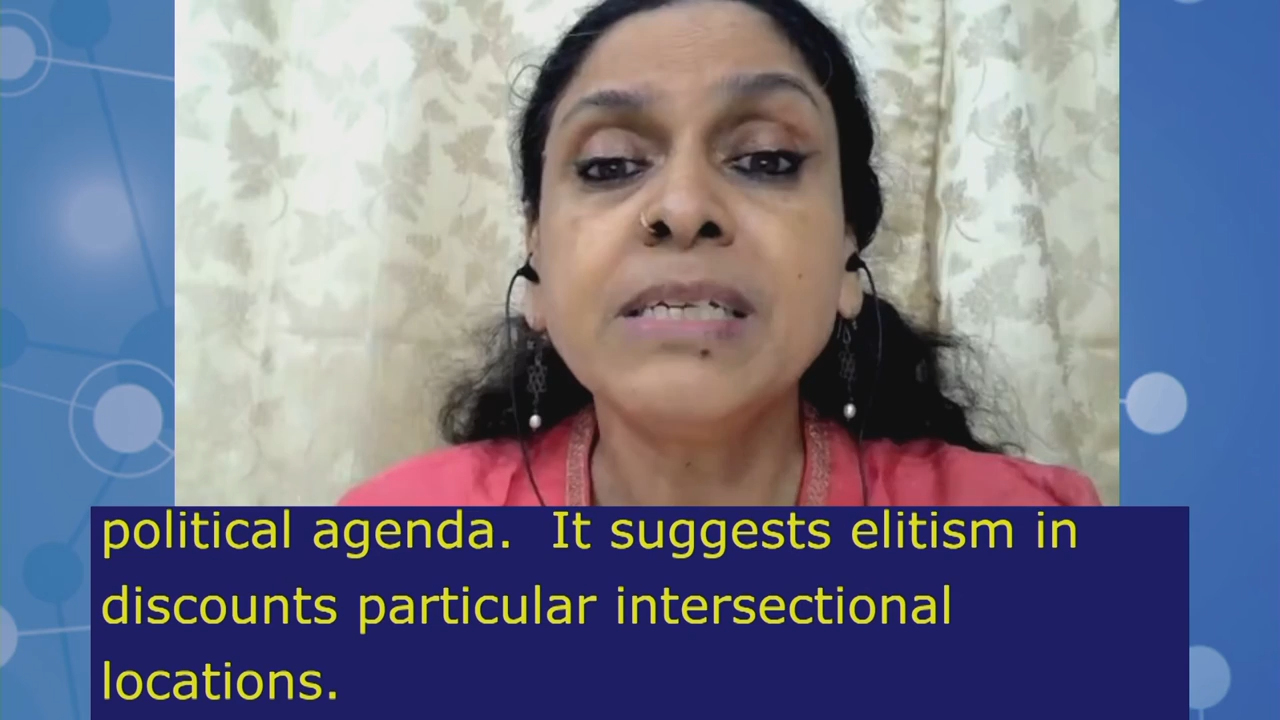 political agenda.  It suggests elitism in
discounts particular intersectional
locations.